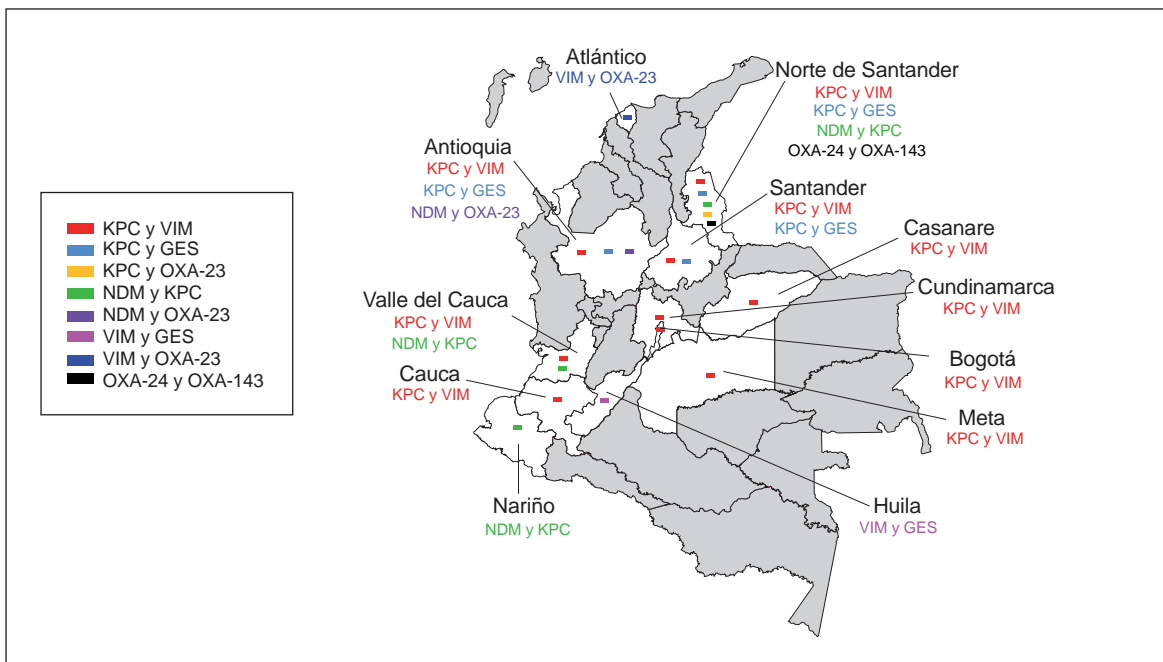 KPC y VIM
KPC y GES
KPC y OXA-23
NDM y KPC
NDM y OXA-23
VIM y GES
VIM y OXA-23
OXA-24 y OXA-143
Atlántico
VIM y OXA-23
Norte de Santander
KPC y VIM
KPC y GES
NDM y KPC
OXA-24 y OXA-143
Antioquia
KPC y VIM
KPC y GES
NDM y OXA-23
Santander
KPC y VIM
KPC y GES
Casanare
KPC y VIM
Cundinamarca
KPC y VIM
Valle del Cauca
KPC y VIM
NDM y KPC
Bogotá
KPC y VIM
Cauca
KPC y VIM
Meta
KPC y VIM
Nariño
NDM y KPC
Huila
VIM y GES